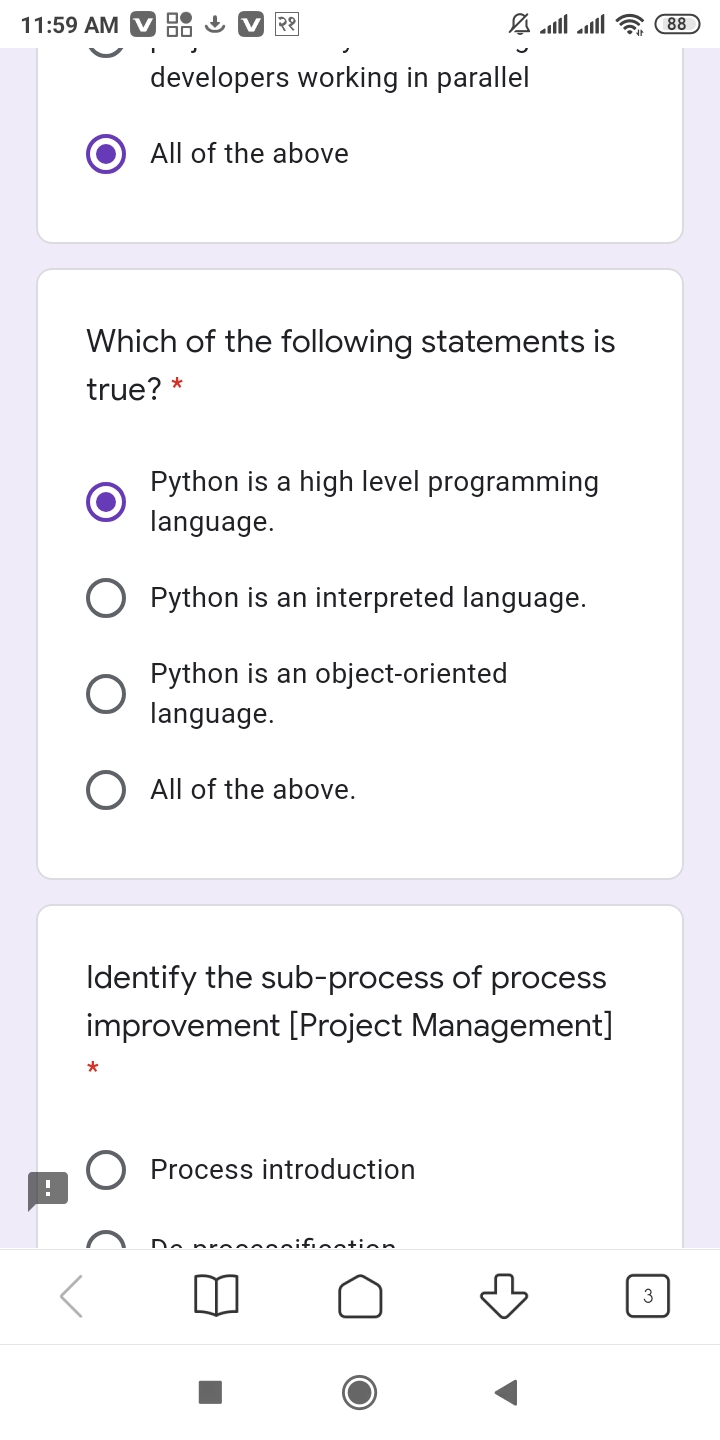 11:59 AM V V २१ 88
developers working in parallel
All of the above
Which of the following statements is
true? *
Python is a high level programming
language.
Python is an interpreted language.
Python is an object-oriented
language.
All of the above.
Identify the sub-process of process
improvement [Project Management]
*
Process introduction
!
3